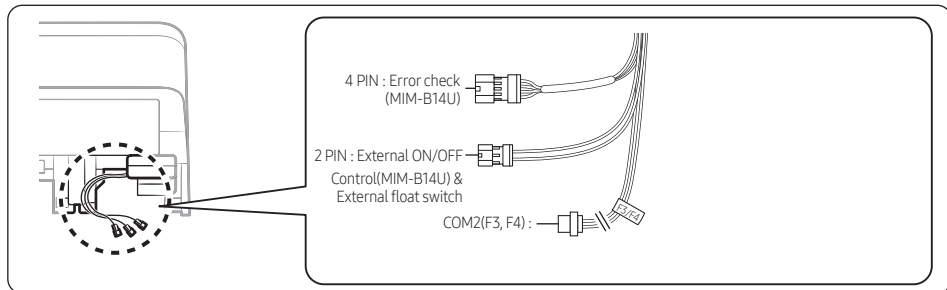 4 PIN : Error check
(MIM-B14U)
2 PIN : External ON/OFF
Control(MIM-B14U) &
External float switch
COM2(F3, F4) :
F3/F4